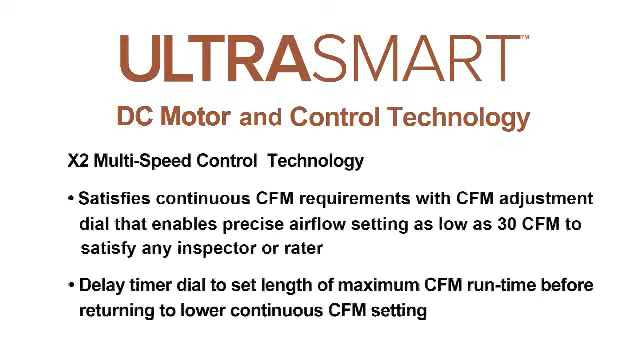 ULTRASMART™
DC Motor and Control Technology
X2 Multi-Speed Control Technology
• Satisfies continuous CFM requirements with CFM adjustment
dial that enables precise airflow setting as low as 30 CFM to
satisfy any inspector or rater
• Delay timer dial to set length of maximum CFM run-time before
returning to lower continuous CFM setting